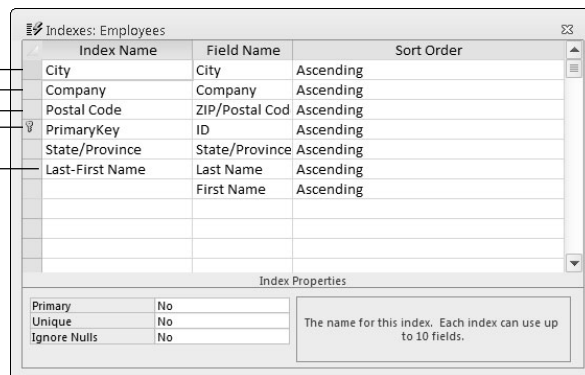 Indexes: Employees
Index Name Field Name Sort Order
City City Ascending
Company Company Ascending
Postal Code ZIP/Postal Cod Ascending
PrimaryKey ID Ascending
State/Province State/Province Ascending
Last-First Name Last Name Ascending
First Name Ascending
Index Properties
Primary No
Unique No
Ignore Nulls No
The name for this index. Each index can use up
to 10 fields.